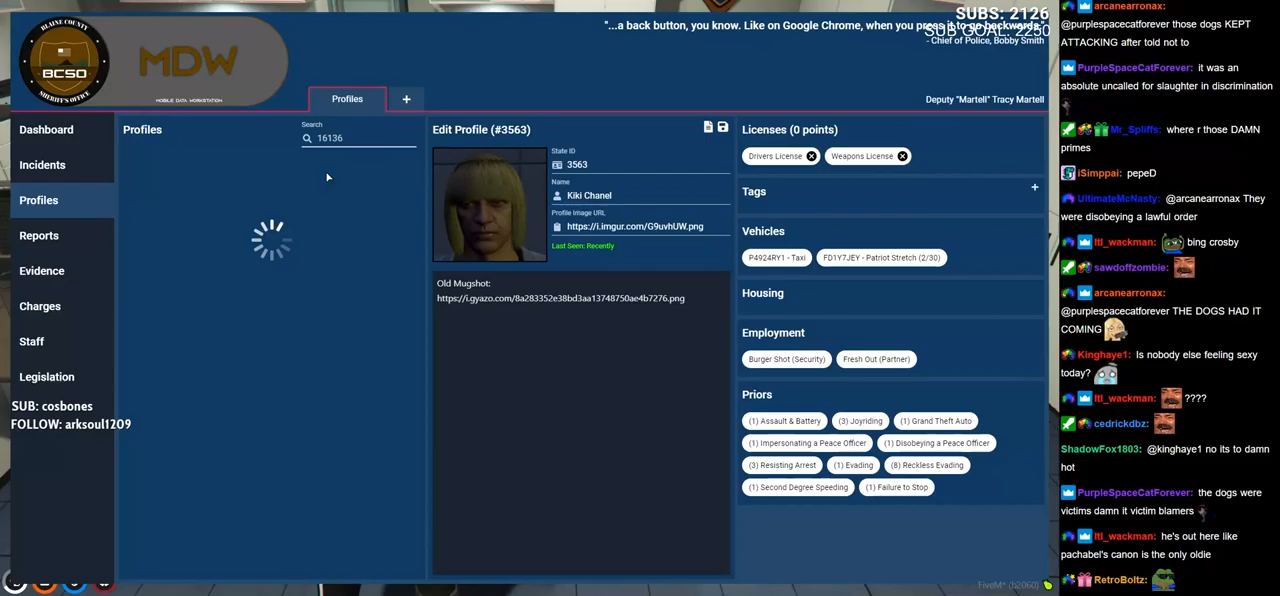 SUBS: 2126
"...a back button, you know. Like on Google Chrome, when you press it to go backwards."
SUB GOAL: 2250
- Chief of Police, Bobby Smith
BLAINE COUNTY
BCSO
SHERIFF'S OFFICE
MDW
MOBILE DATA WORKSTATION
Profiles
+
Deputy "Martell" Tracy Martell
Dashboard
Incidents
Profiles
Reports
Evidence
Charges
Staff
Legislation
SUB: cosbones
FOLLOW: arksoul1209
Profiles
Search
16136
Edit Profile (#3563)
State ID
3563
Name
Kiki Chanel
Profile Image URL
https://i.imgur.com/G9uvhUW.png
Last Seen: Recently
Old Mugshot:
https://i.gyazo.com/8a283352e38bd3aa13748750ae4b7276.png
Licenses (0 points)
Drivers License
Weapons License
Tags
+
Vehicles
P4924RY1 - Taxi
FD1Y7JEY - Patriot Stretch (2/30)
Housing
Employment
Burger Shot (Security)
Fresh Out (Partner)
Priors
(1) Assault & Battery
(3) Joyriding
(1) Grand Theft Auto
(1) Impersonating a Peace Officer
(1) Disobeying a Peace Officer
(3) Resisting Arrest
(1) Evading
(8) Reckless Evading
(1) Second Degree Speeding
(1) Failure to Stop
arcanearronax:
@purplespacecatforever those dogs KEPT
ATTACKING after told not to
PurpleSpaceCatForever: it was an
absolute uncalled for slaughter in discrimination
Mr_Spliffs: where r those DAMN
primes
iSimppai: pepeD
UltimateMcNasty: @arcanearronax They
were disobeying a lawful order
ltl_wackman: bing crosby
sawdoffzombie:
arcanearronax:
@purplespacecatforever THE DOGS HAD IT
COMING
Kinghaye1: Is nobody else feeling sexy
today?
ltl_wackman: ????
cedrickdbz:
ShadowFox1803: @kinghaye1 no its to damn
hot
PurpleSpaceCatForever: the dogs were
victims damn it victim blamers
ltl_wackman: he's out here like
pachabel's canon is the only oldie
RetroBoltz: